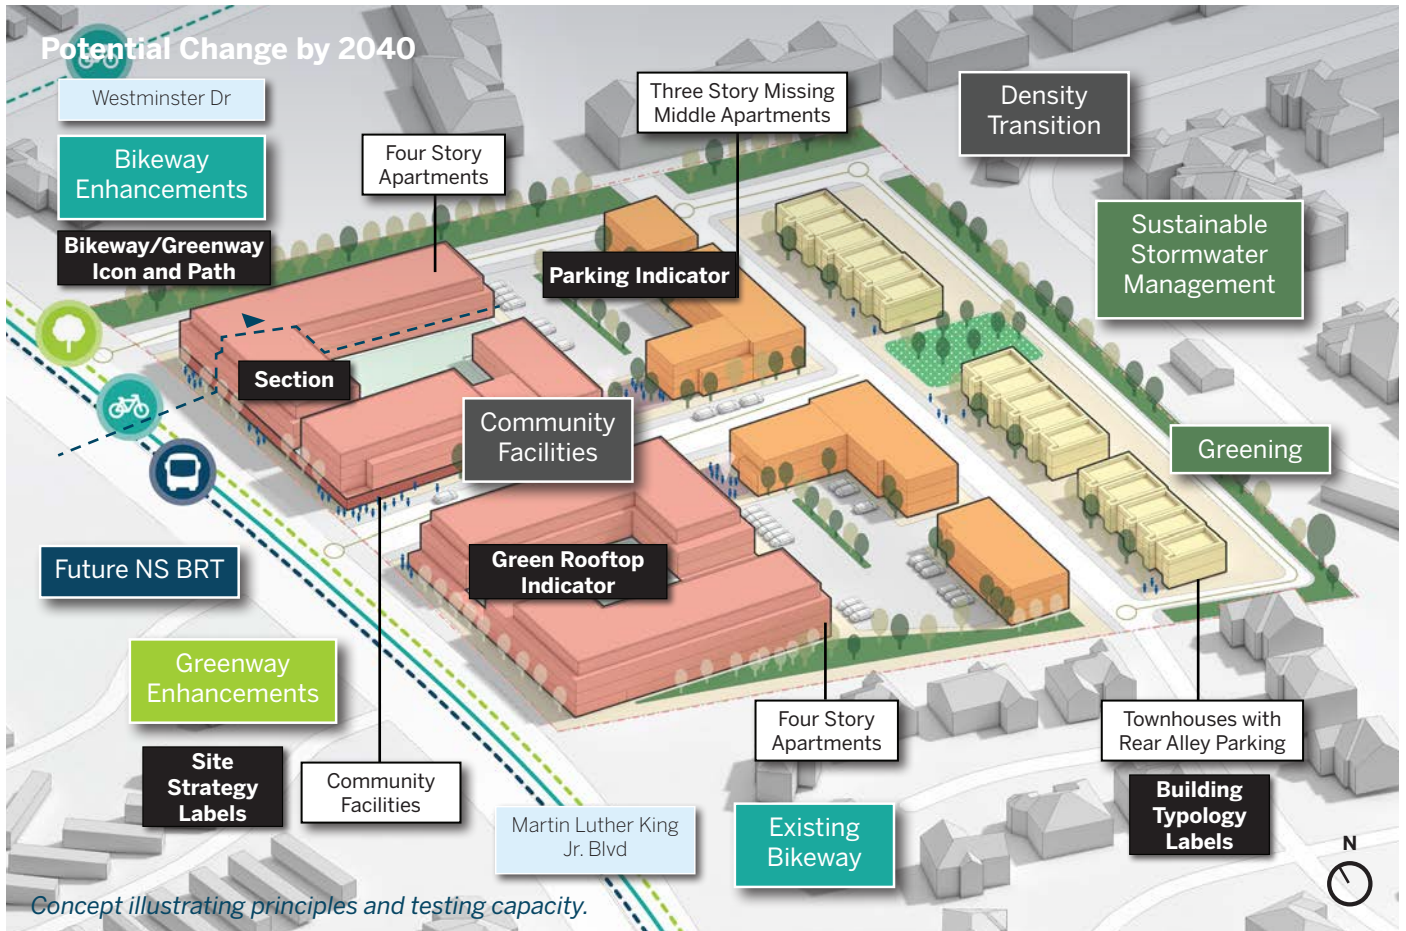 Potential Change by 2040
Westminster Dr
Bikeway
Enhancements
Bikeway/Greenway
Icon and Path
Four Story
Apartments
Three Story Missing
Middle Apartments
Density
Transition
Sustainable
Stormwater
Management
Parking Indicator
Section
Community
Facilities
Greening
Green Rooftop
Indicator
Future NS BRT
Greenway
Enhancements
Site
Strategy
Labels
Community
Facilities
Four Story
Apartments
Townhouses with
Rear Alley Parking
Building
Typology
Labels
Martin Luther King
Jr. Blvd
Existing
Bikeway
N
Concept illustrating principles and testing capacity.